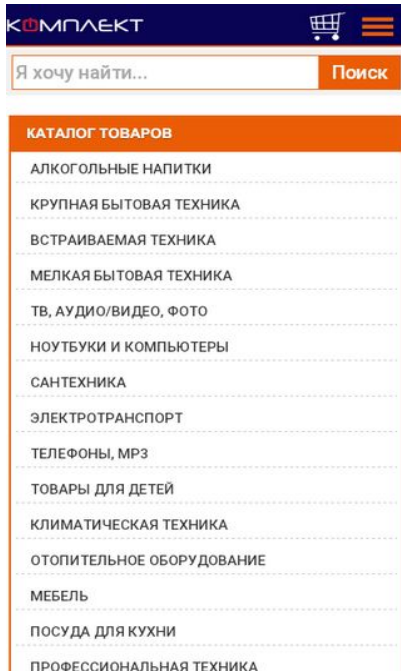 КОМПЛЕКТ
Я хочу найти...
Поиск
КАТАЛОГ ТОВАРОВ
АЛКОГОЛЬНЫЕ НАПИТКИ
КРУПНАЯ БЫТОВАЯ ТЕХНИКА
ВСТРАИВАЕМАЯ ТЕХНИКА
МЕЛКАЯ БЫТОВАЯ ТЕХНИКА
ТВ, АУДИО/ВИДЕО, ФОТО
НОУТБУКИ И КОМПЬЮТЕРЫ
САНТЕХНИКА
ЭЛЕКТРОТРАНСПОРТ
ТЕЛЕФОНЫ, MP3
ТОВАРЫ ДЛЯ ДЕТЕЙ
КЛИМАТИЧЕСКАЯ ТЕХНИКА
ОТОПИТЕЛЬНОЕ ОБОРУДОВАНИЕ
МЕБЕЛЬ
ПОСУДА ДЛЯ КУХНИ
ПРОФЕССИОНАЛЬНАЯ ТЕХНИКА